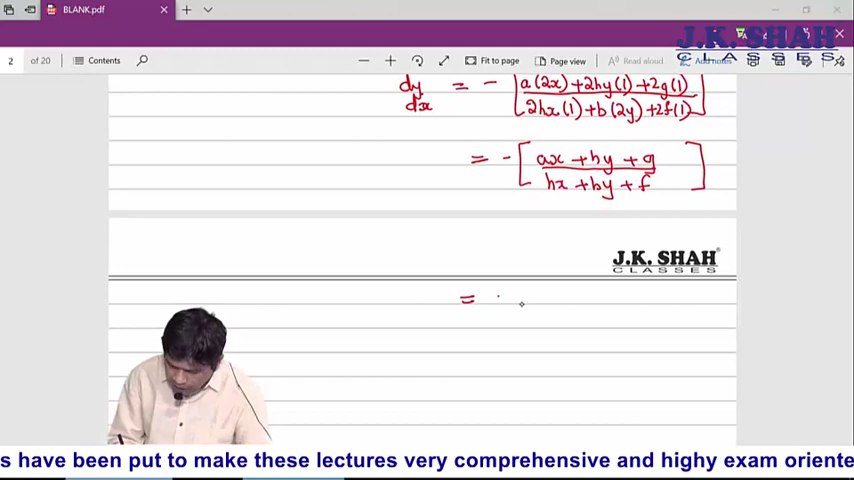 BLANK.pdf
J.K. SHAH
CLASSES
2 of 20 Contents Fit to page Page view Read aloud Add notes
dy/dx = - [a(2x)+2hy(1)+2g(1) / 2hx(1)+b(2y)+2f(1)]
= - [ax+hy+g / hx+by+f]
J.K. SHAH
CLASSES
=
s have been put to make these lectures very comprehensive and highy exam oriente